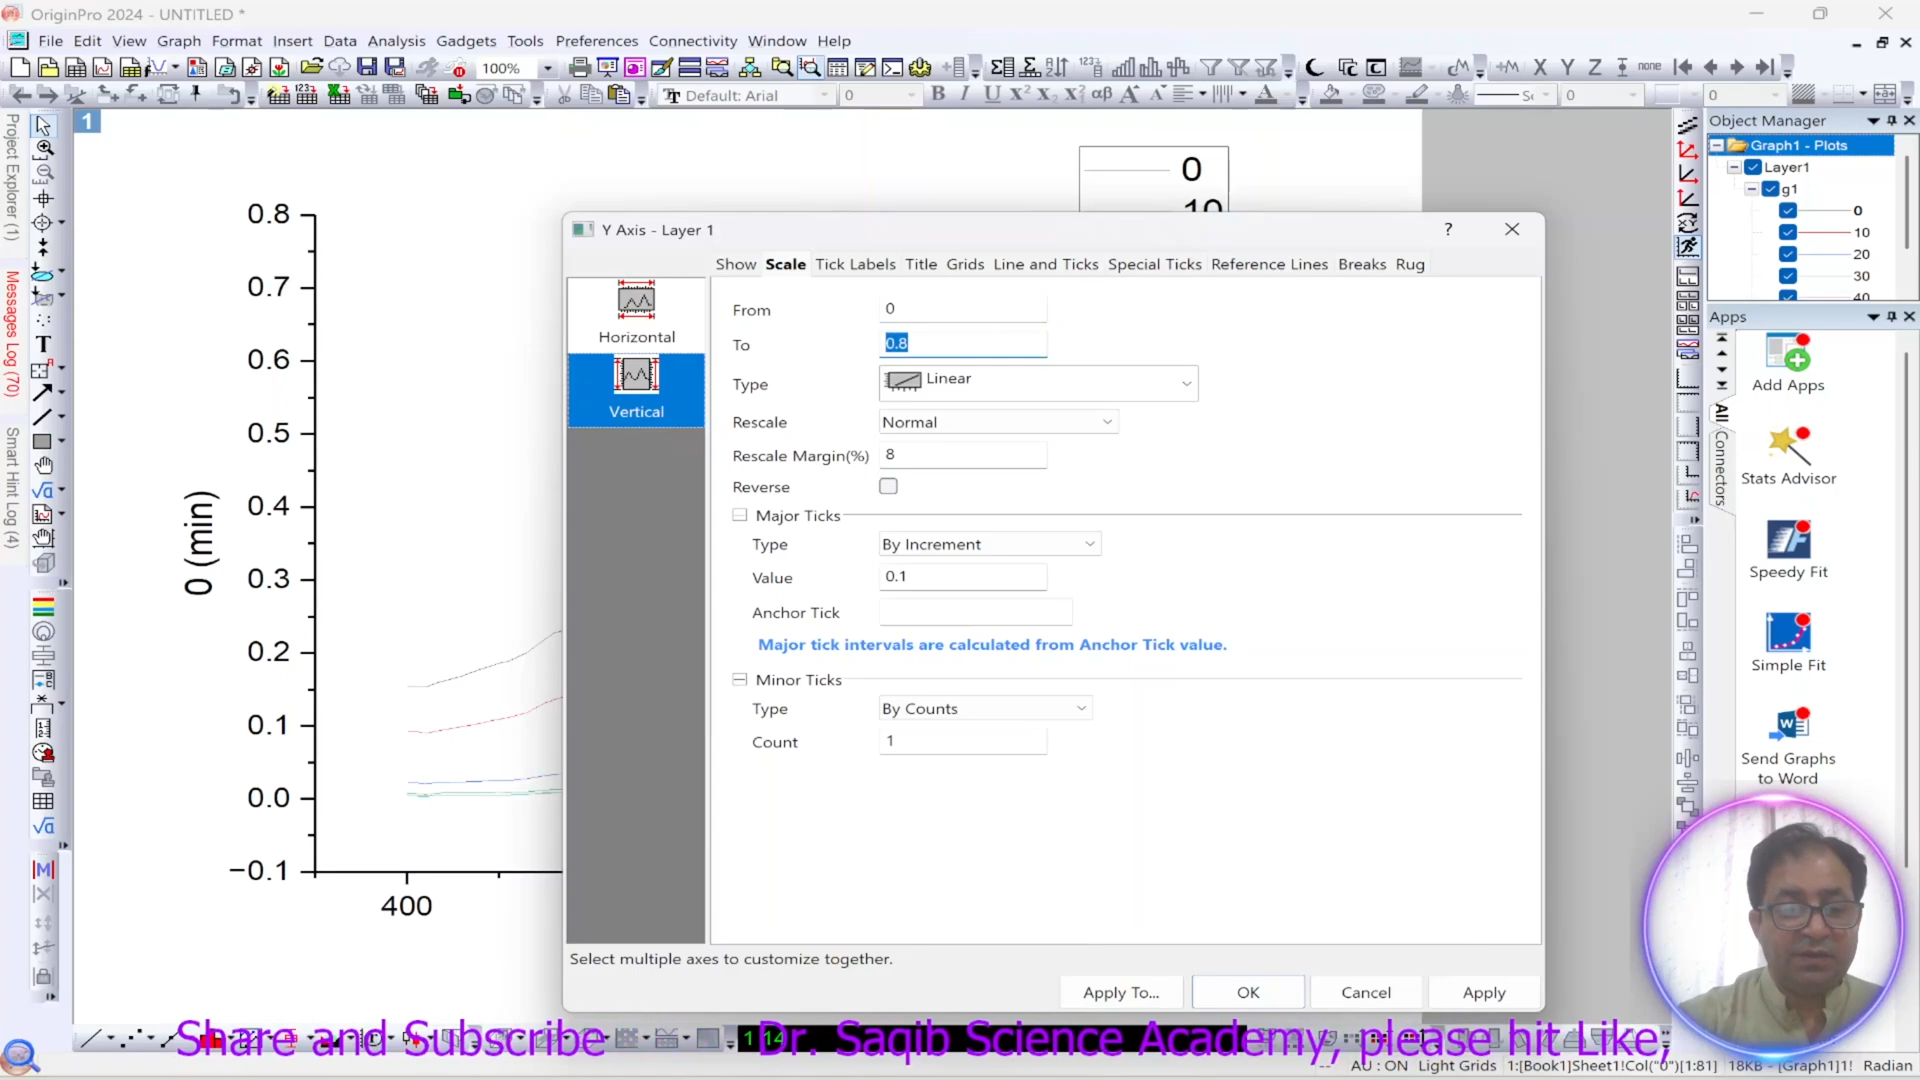 OriginPro 2024 - UNTITLED *
File Edit View Graph Format Insert Data Analysis Gadgets Tools Preferences Connectivity Window Help
100%
Default: Arial
0
B I U
αβ
X Y Z
none
0
0
Project Explorer (1)
Messages Log (70)
Smart Hint Log (4)
1
0
10
0.8
0.7
0.6
0.5
0.4
0.3
0.2
0.1
0.0
−0.1
0 (min)
400
Y Axis - Layer 1
?
Show Scale Tick Labels Title Grids Line and Ticks Special Ticks Reference Lines Breaks Rug
Horizontal
Vertical
From 0
To 0.8
Type Linear
Rescale Normal
Rescale Margin(%) 8
Reverse
Major Ticks
Type By Increment
Value 0.1
Anchor Tick
Major tick intervals are calculated from Anchor Tick value.
Minor Ticks
Type By Counts
Count 1
Select multiple axes to customize together.
Apply To... OK Cancel Apply
Object Manager
Graph1 - Plots
Layer1
g1
0
10
20
30
40
Apps
All
Connectors
Add Apps
Stats Advisor
Speedy Fit
Simple Fit
Send Graphs
to Word
Share and Subscribe
Dr. Saqib Science Academy, please hit Like,
AU : ON Light Grids 1:[Book1]Sheet1!Col("0")[1:81] 18KB - [Graph1]1! Radian